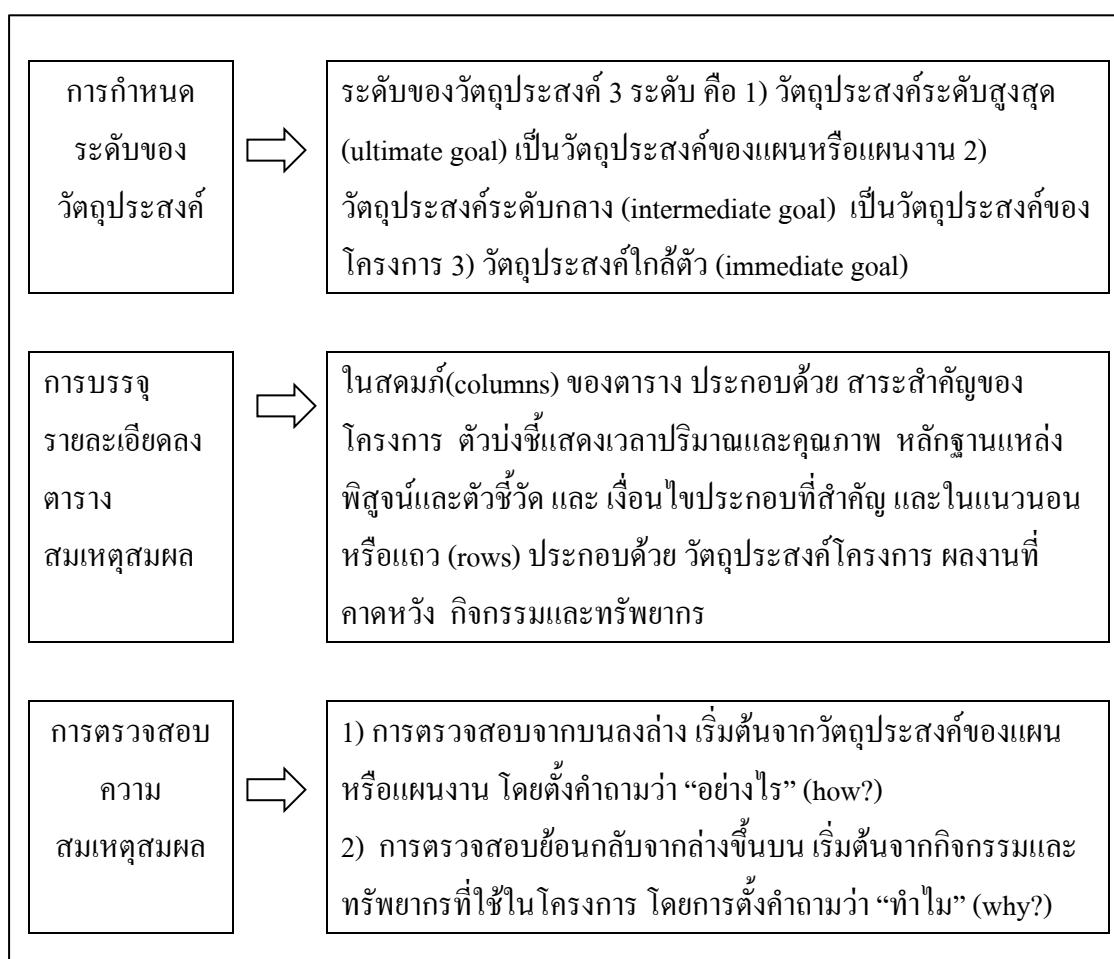 การกำหนด
ระดับของ
วัตถุประสงค์
ระดับของวัตถุประสงค์ 3 ระดับ คือ 1) วัตถุประสงค์ระดับสูงสุด
(ultimate goal) เป็นวัตถุประสงค์ของแผนหรือแผนงาน 2)
วัตถุประสงค์ระดับกลาง (intermediate goal) เป็นวัตถุประสงค์ของ
โครงการ 3) วัตถุประสงค์ใกล้ตัว (immediate goal)
การบรรจุ
รายละเอียดลง
ตาราง
สมเหตุสมผล
ในสดมภ์(columns) ของตาราง ประกอบด้วย สาระสำคัญของ
โครงการ ตัวบ่งชี้แสดงเวลาปริมาณและคุณภาพ หลักฐานแหล่ง
พิสูจน์และตัวชี้วัด และ เงื่อนไขประกอบที่สำคัญ และในแนวนอน
หรือแถว (rows) ประกอบด้วย วัตถุประสงค์โครงการ ผลงานที่
คาดหวัง กิจกรรมและทรัพยากร
การตรวจสอบ
ความ
สมเหตุสมผล
1) การตรวจสอบจากบนลงล่าง เริ่มต้นจากวัตถุประสงค์ของแผน
หรือแผนงาน โดยตั้งคำถามว่า “อย่างไร” (how?)
2) การตรวจสอบย้อนกลับจากล่างขึ้นบน เริ่มต้นจากกิจกรรมและ
ทรัพยากรที่ใช้ในโครงการ โดยการตั้งคำถามว่า “ทำไม” (why?)